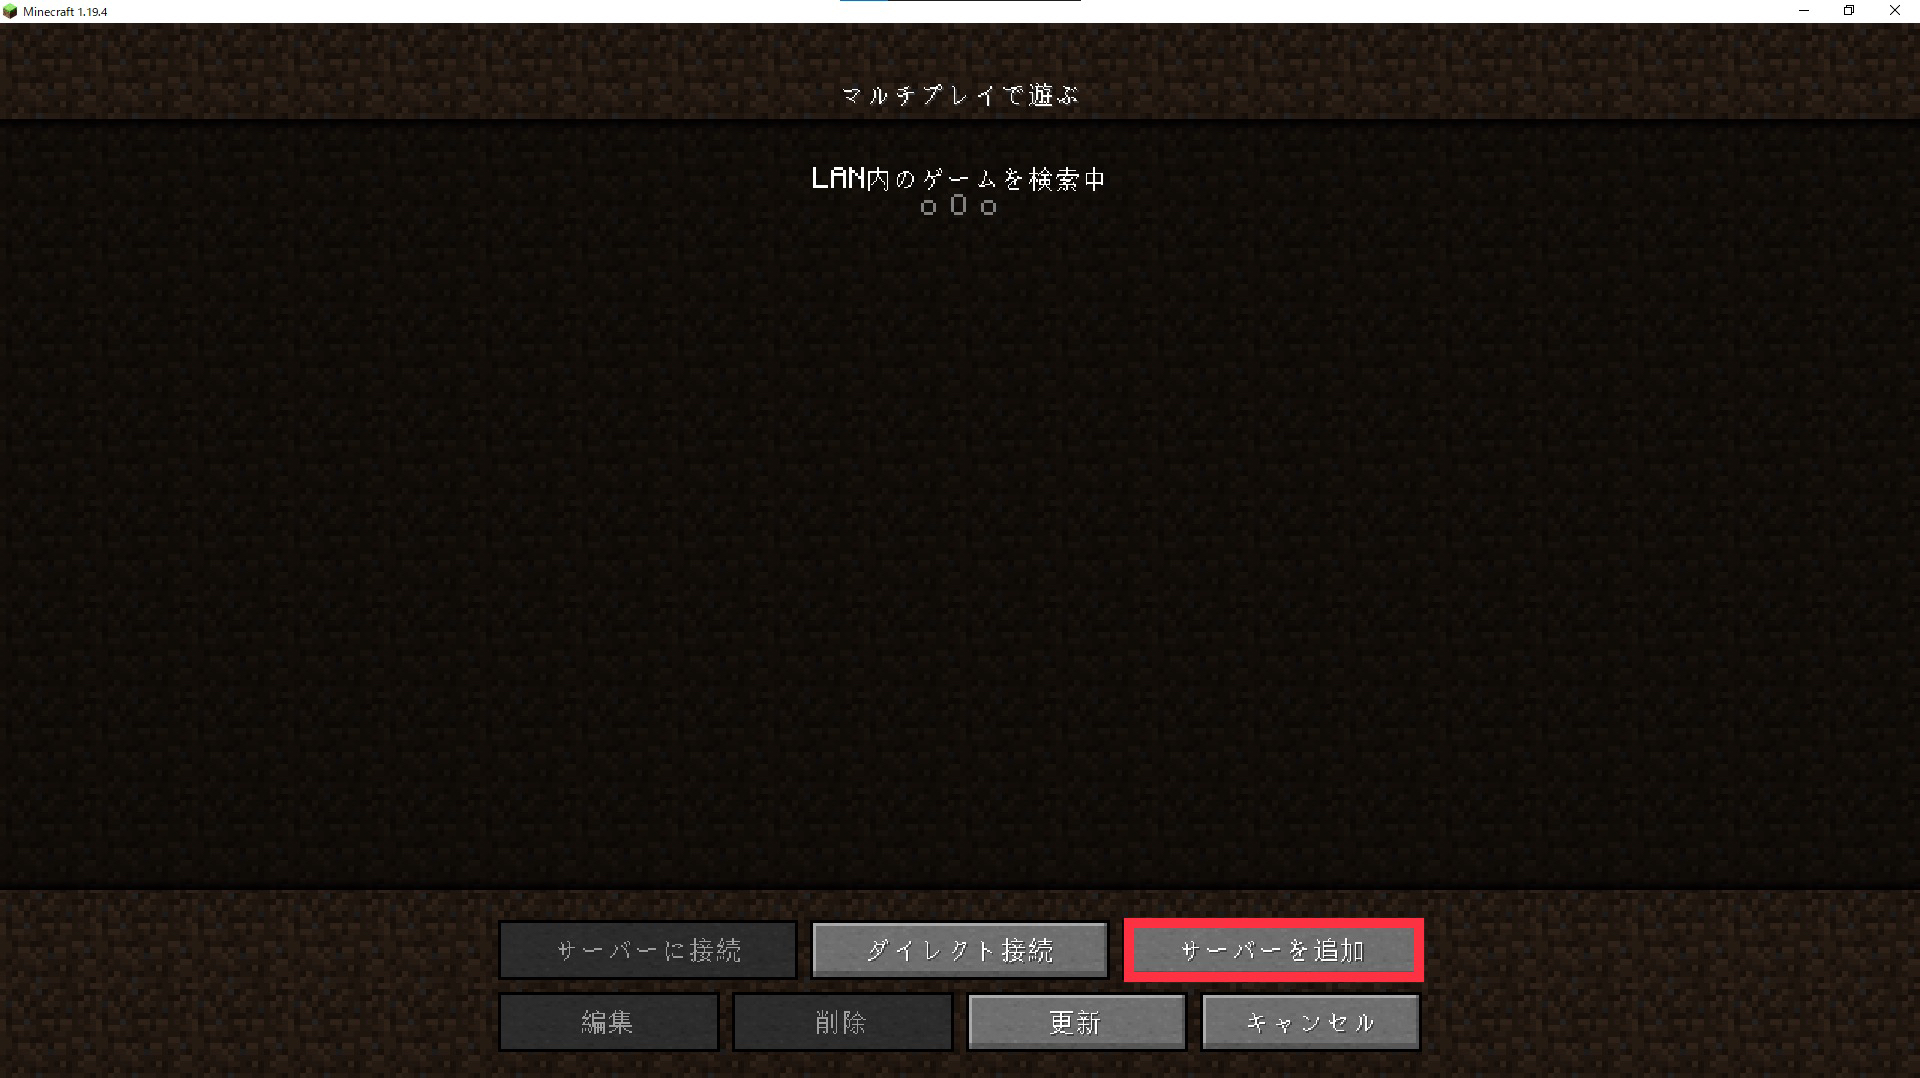 Minecraft 1.19.4
マルチプレイで遊ぶ
LAN内のゲームを検索中
o O o
サーバーに接続
ダイレクト接続
サーバーを追加
編集
削除
更新
キャンセル